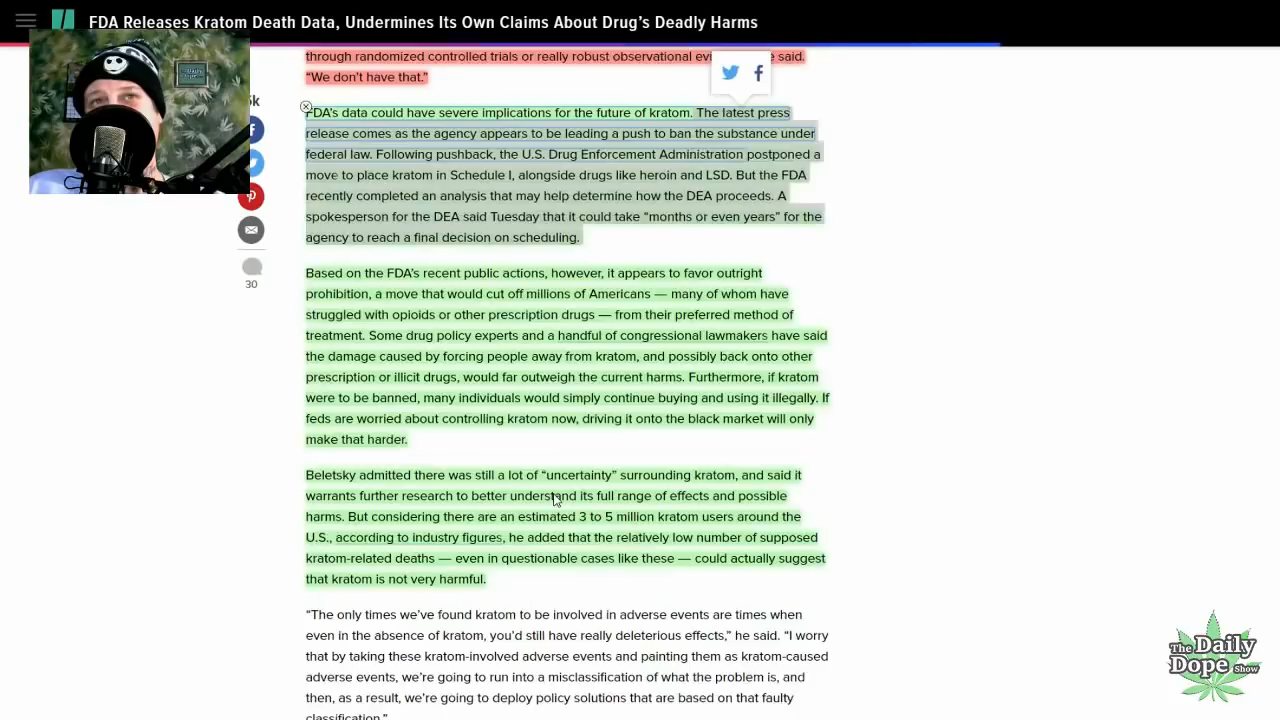 FDA Releases Kratom Death Data, Undermines Its Own Claims About Drug's Deadly Harms
through randomized controlled trials or really robust observational evi said.
“We don't have that.”
k
FDA's data could have severe implications for the future of kratom. The latest press
release comes as the agency appears to be leading a push to ban the substance under
federal law. Following pushback, the U.S. Drug Enforcement Administration postponed a
move to place kratom in Schedule I, alongside drugs like heroin and LSD. But the FDA
recently completed an analysis that may help determine how the DEA proceeds. A
spokesperson for the DEA said Tuesday that it could take “months or even years” for the
agency to reach a final decision on scheduling.
30
Based on the FDA's recent public actions, however, it appears to favor outright
prohibition, a move that would cut off millions of Americans — many of whom have
struggled with opioids or other prescription drugs — from their preferred method of
treatment. Some drug policy experts and a handful of congressional lawmakers have said
the damage caused by forcing people away from kratom, and possibly back onto other
prescription or illicit drugs, would far outweigh the current harms. Furthermore, if kratom
were to be banned, many individuals would simply continue buying and using it illegally. If
feds are worried about controlling kratom now, driving it onto the black market will only
make that harder.
Beletsky admitted there was still a lot of “uncertainty” surrounding kratom, and said it
warrants further research to better understand its full range of effects and possible
harms. But considering there are an estimated 3 to 5 million kratom users around the
U.S., according to industry figures, he added that the relatively low number of supposed
kratom-related deaths — even in questionable cases like these — could actually suggest
that kratom is not very harmful.
“The only times we've found kratom to be involved in adverse events are times when
even in the absence of kratom, you'd still have really deleterious effects,” he said. “I worry
that by taking these kratom-involved adverse events and painting them as kratom-caused
adverse events, we're going to run into a misclassification of what the problem is, and
then, as a result, we're going to deploy policy solutions that are based on that faulty
classification.”
The Daily
Dope Show